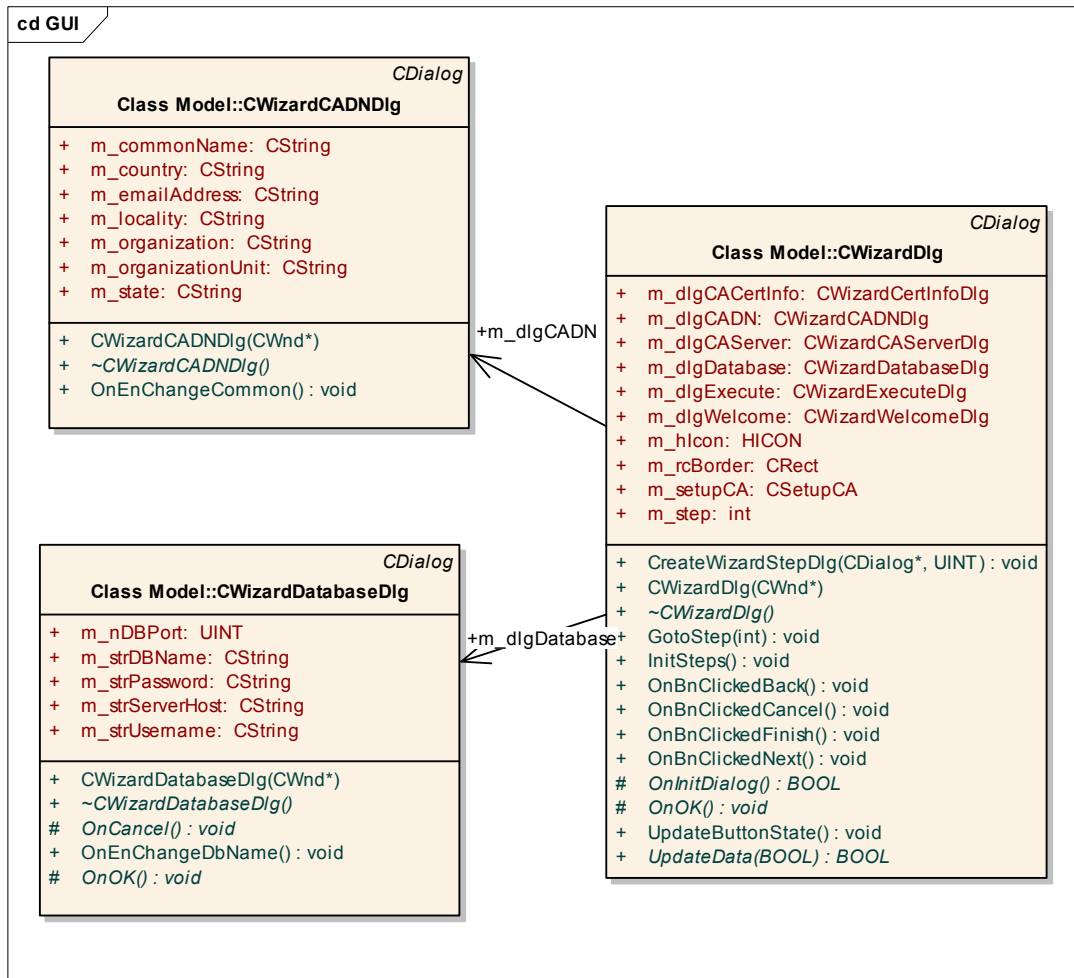 cd GUI
CDialog
Class Model::CWizardCADNDlg
+ m_commonName: CString
+ m_country: CString
+ m_emailAddress: CString
+ m_locality: CString
+ m_organization: CString
+ m_organizationUnit: CString
+ m_state: CString
+ CWizardCADNDlg(CWnd*)
+ ~CWizardCADNDlg()
+ OnEnChangeCommon() : void
+m_dlgCADN
CDialog
Class Model::CWizardDlg
+ m_dlgCACertInfo: CWizardCertInfoDlg
+ m_dlgCADN: CWizardCADNDlg
+ m_dlgCAServer: CWizardCAServerDlg
+ m_dlgDatabase: CWizardDatabaseDlg
+ m_dlgExecute: CWizardExecuteDlg
+ m_dlgWelcome: CWizardWelcomeDlg
+ m_hIcon: HICON
+ m_rcBorder: CRect
+ m_setupCA: CSetupCA
+ m_step: int
+ CreateWizardStepDlg(CDialog*, UINT) : void
+ CWizardDlg(CWnd*)
+ ~CWizardDlg()
+ GotoStep(int) : void
+ InitSteps() : void
+ OnBnClickedBack() : void
+ OnBnClickedCancel() : void
+ OnBnClickedFinish() : void
+ OnBnClickedNext() : void
# OnInitDialog() : BOOL
# OnOK() : void
+ UpdateButtonState() : void
+ UpdateData(BOOL) : BOOL
+m_dlgDatabase
CDialog
Class Model::CWizardDatabaseDlg
+ m_nDBPort: UINT
+ m_strDBName: CString
+ m_strPassword: CString
+ m_strServerHost: CString
+ m_strUsername: CString
+ CWizardDatabaseDlg(CWnd*)
+ ~CWizardDatabaseDlg()
# OnCancel() : void
+ OnEnChangeDbName() : void
# OnOK() : void